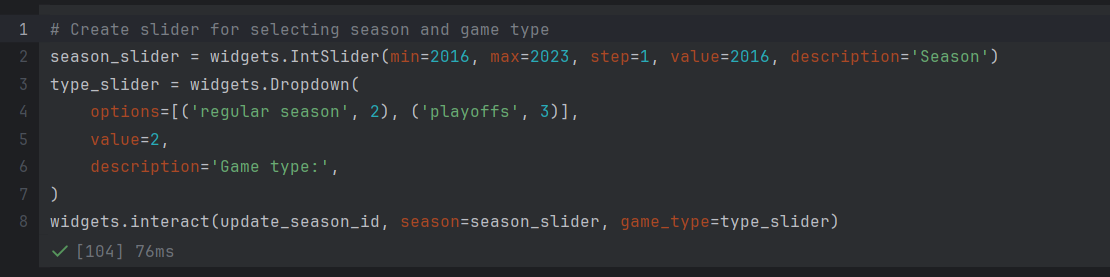 1 # Create slider for selecting season and game type
2 season_slider = widgets.IntSlider(min=2016, max=2023, step=1, value=2016, description='Season')
3 type_slider = widgets.Dropdown(
4     options=[('regular season', 2), ('playoffs', 3)],
5     value=2,
6     description='Game type:',
7 )
8 widgets.interact(update_season_id, season=season_slider, game_type=type_slider)
[104] 76ms